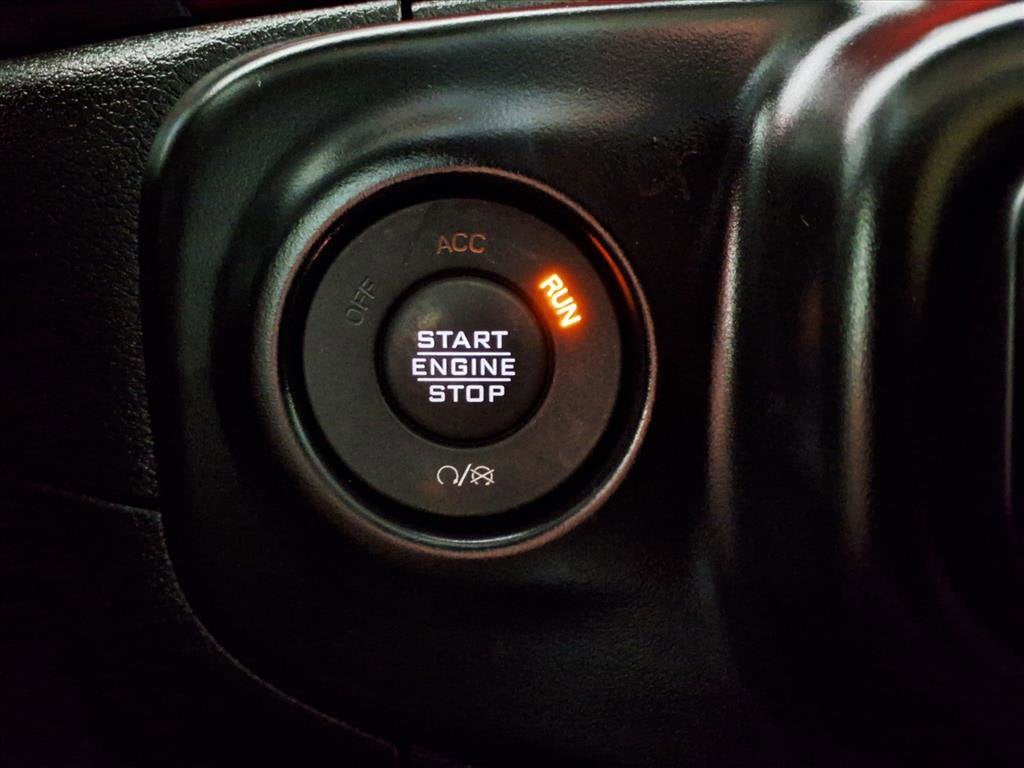 ACC
OFF
RUN
START
ENGINE
STOP